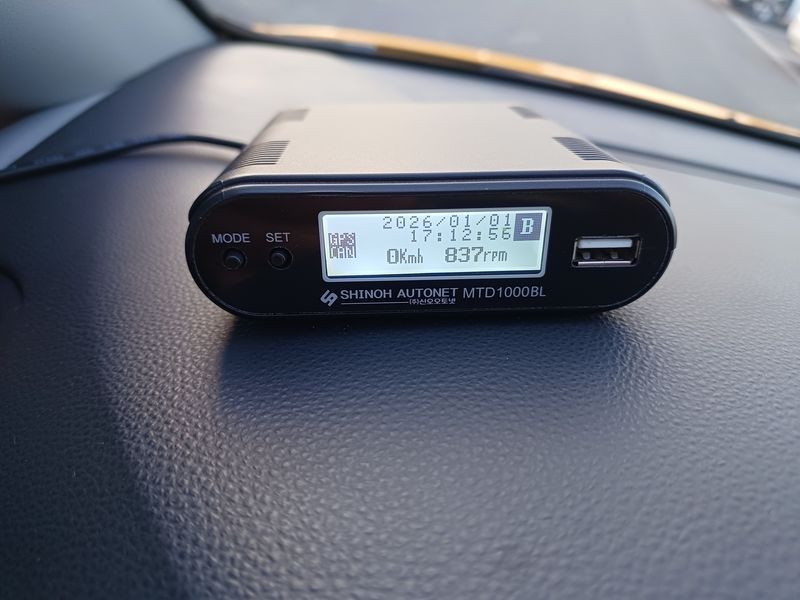 MODE SET
GPS
CAN
2026/01/01
17:12:56
B
0Kmh 837rpm
SHINOH AUTONET MTD1000BL
(주)신오오토넷